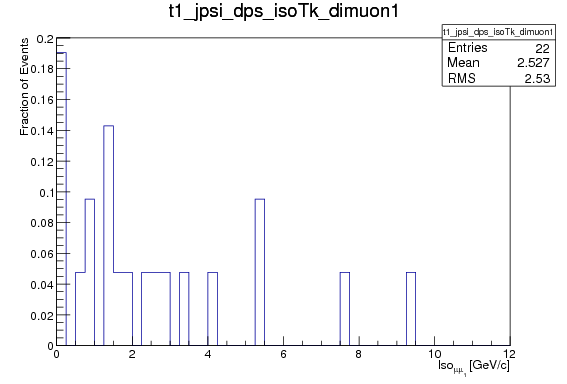 t1_jpsi_dps_isoTk_dimuon1
t1_jpsi_dps_isoTk_dimuon1
Entries 22
Mean 2.527
RMS 2.53
Fraction of Events
0.2
0.18
0.16
0.14
0.12
0.1
0.08
0.06
0.04
0.02
0
0 2 4 6 8 10 12
Iso_{μμ_1} [GeV/c]